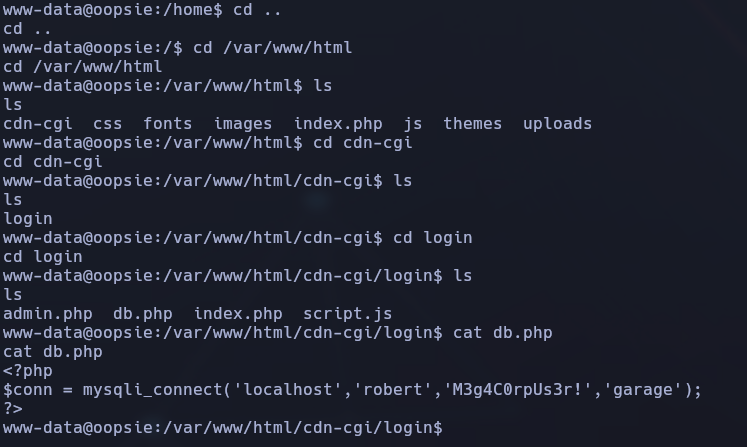 www-data@oopsie:/home$ cd ..
cd ..
www-data@oopsie:/$ cd /var/www/html
cd /var/www/html
www-data@oopsie:/var/www/html$ ls
ls
cdn-cgi  css  fonts  images  index.php  js  themes  uploads
www-data@oopsie:/var/www/html$ cd cdn-cgi
cd cdn-cgi
www-data@oopsie:/var/www/html/cdn-cgi$ ls
ls
login
www-data@oopsie:/var/www/html/cdn-cgi$ cd login
cd login
www-data@oopsie:/var/www/html/cdn-cgi/login$ ls
ls
admin.php  db.php  index.php  script.js
www-data@oopsie:/var/www/html/cdn-cgi/login$ cat db.php
cat db.php
<?php
$conn = mysqli_connect('localhost','robert','M3g4C0rpUs3r!','garage');
?>
www-data@oopsie:/var/www/html/cdn-cgi/login$